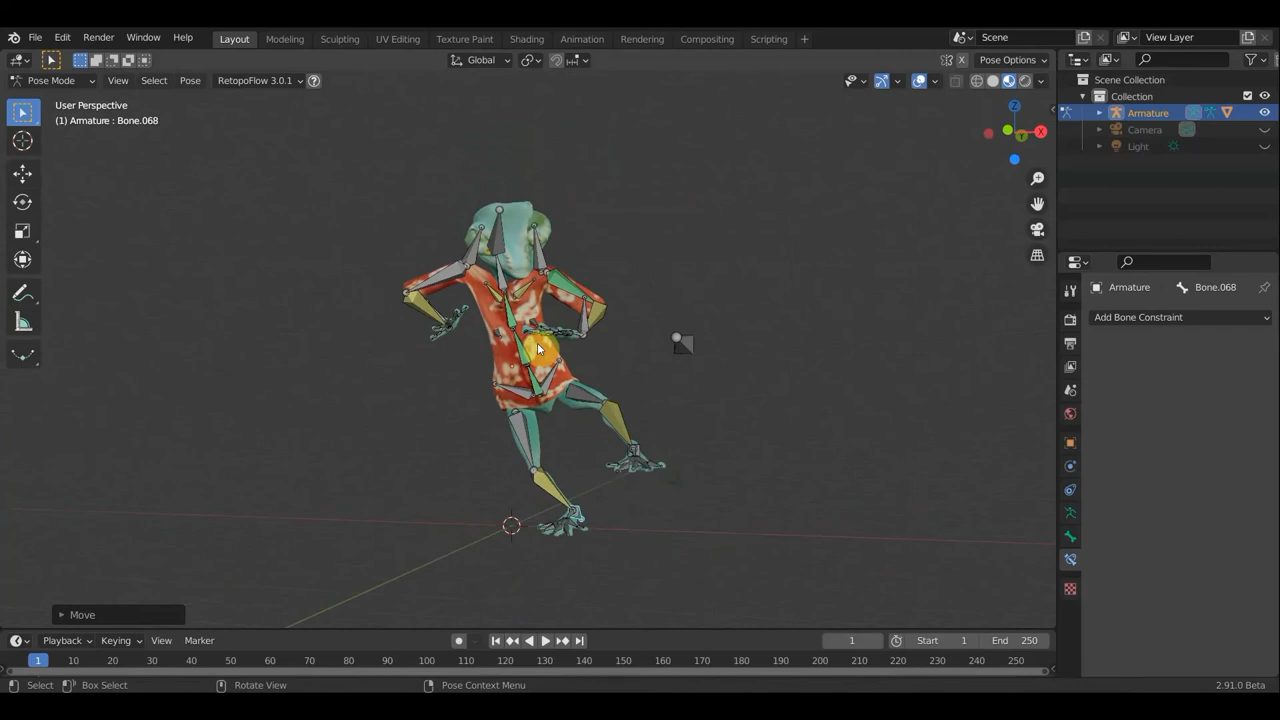 File Edit Render Window Help Layout Modeling Sculpting UV Editing Texture Paint Shading Animation Rendering Compositing Scripting + Scene View Layer
Global Pose Options
Pose Mode View Select Pose RetopoFlow 3.0.1 ? Scene Collection
User Perspective
(1) Armature : Bone.068
Collection
Armature
Camera
Light
Z
X
Y
Armature Bone.068
Add Bone Constraint
Move
Playback Keying View Marker 1 Start 1 End 250
1 10 20 30 40 50 60 70 80 90 100 110 120 130 140 150 160 170 180 190 200 210 220 230 240 250
Select Box Select Rotate View Pose Context Menu 2.91.0 Beta